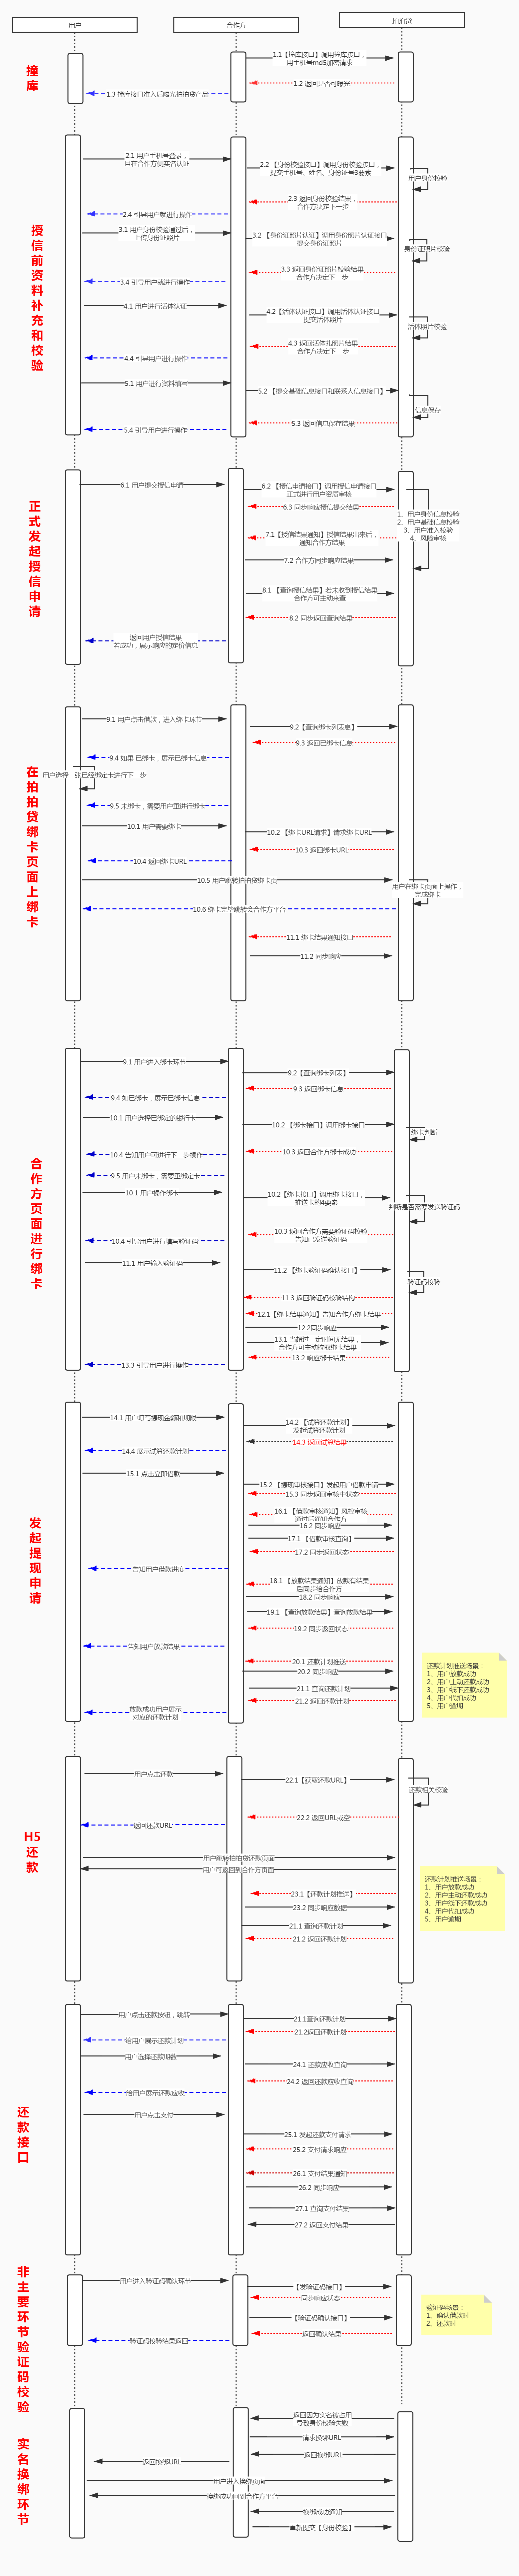 用户
合作方
拍拍贷
撞库
1.1【撞库接口】调用撞库接口，
用手机号md5加密请求
1.2 返回是否可曝光
1.3 撞库接口准入后曝光拍拍贷产品
授信前资料补充和校验
2.1 用户手机号登录，
且在合作方侧实名认证
2.2 【身份校验接口】调用身份校验接口，
提交手机号、姓名、身份证号3要素
用户身份校验
2.3 返回身份校验结果，
合作方决定下一步
2.4 引导用户就进行操作
3.1 用户身份校验通过后，
上传身份证照片
3.2 【身份证照片认证】调用身份照片认证接口
提交身份证照片
身份证照片校验
3.3 返回身份证照片校验结果
合作方决定下一步
3.4 引导用户就进行操作
4.1 用户进行活体认证
4.2【活体认证接口】调用活体认证接口
提交活体照片
活体照片校验
4.3 返回活体扎照片结果
合作方决定下一步
4.4 引导用户进行操作
5.1 用户进行资料填写
5.2 【提交基础信息接口和联系人信息接口】
信息保存
5.3 返回信息保存结果
5.4 引导用户进行操作
正式发起授信申请
6.1 用户提交授信申请
6.2 【授信申请接口】调用授信申请接口
正式进行用户资质审核
6.3 同步响应授信提交结果
1、用户身份信息校验
2、用户基础信息校验
3、用户准入校验
4、风险审核
7.1【授信结果通知】授信结果出来后，
通知合作方结果
7.2 合作方同步响应结果
8.1 【查询授信结果】若未收到授信结果
合作方可主动来查
8.2 同步返回查询结果
返回用户授信结果
若成功，展示响应的定价信息
在拍拍贷绑卡页面上绑卡
9.1 用户点击借款，进入绑卡环节
9.2【查询绑卡列表息】
9.3 返回已绑卡信息
9.4 如果 已绑卡，展示已绑卡信息
用户选择一张已经绑定卡进行下一步
9.5 未绑卡，需要用户重进行绑卡
10.1 用户需要绑卡
10.2 【绑卡URL请求】请求绑卡URL
10.3 返回绑卡URL
10.4 返回绑卡URL
10.5 用户跳转拍拍贷绑卡页
用户在绑卡页面上操作，
完成绑卡
10.6 绑卡完毕跳转会合作方平台
11.1 绑卡结果通知接口
11.2 同步响应
合作方页面进行绑卡
9.1 用户进入绑卡环节
9.2【查询绑卡列表】
9.3 返回绑卡信息
9.4 如已绑卡，展示已绑卡信息
10.1 用户选择已绑定的银行卡
10.2 【绑卡接口】调用绑卡接口
绑卡判断
10.3 返回合作方绑卡成功
10.4 告知用户可进行下一步操作
9.5 用户未绑卡，需要重绑定卡
10.1 用户操作绑卡
10.2【绑卡接口】调用绑卡接口，
推送卡的4要素
判断是否需要发送验证码
10.3 返回合作方需要验证码校验
告知已发送验证码
10.4 引导用户进行填写验证码
11.1 用户输入验证码
11.2 【绑卡验证码确认接口】
验证码校验
11.3 返回验证码校验结构
12.1【绑卡结果通知】告知合作方绑卡结果
12.2同步响应
13.1 当超过一定时间无结果，
合作方可主动拉取绑卡结果
13.2 响应绑卡结果
13.3 引导用户进行操作
发起提现申请
14.1 用户填写提现金额和期限
14.2 【试算还款计划】
发起试算还款计划
14.3 返回试算结果
14.4 展示试算还款计划
15.1 点击立即借款
15.2 【提现审核接口】发起用户借款申请
15.3 同步返回审核中状态
16.1 【借款审核通知】风控审核
通过后通知合作方
16.2 同步响应
17.1 【借款审核查询】
17.2 同步返回状态
告知用户借款进度
18.1 【放款结果通知】放款有结果
后同步给合作方
18.2 同步响应
19.1 【查询放款结果】查询放款结果
19.2 同步返回状态
告知用户放款结果
20.1 还款计划推送
20.2 同步响应
21.1 查询还款计划
21.2 返回还款计划
放款成功用户展示
对应的还款计划
还款计划推送场景：
1、用户放款成功
2、用户主动还款成功
3、用户线下还款成功
4、用户代扣成功
5、用户逾期
H5还款
用户点击还款
22.1【获取还款URL】
还款相关校验
22.2 返回URL或空
返回还款URL
用户跳转拍拍贷还款页面
用户可返回到合作方页面
23.1【还款计划推送】
23.2 同步响应数据
21.1 查询还款计划
21.2 返回还款计划
还款计划推送场景：
1、用户放款成功
2、用户主动还款成功
3、用户线下还款成功
4、用户代扣成功
5、用户逾期
还款接口
用户点击还款按钮，跳转
21.1查询还款计划
21.2返回还款计划
给用户展示还款计划
用户选择还款期数
24.1 还款应收查询
24.2 返回还款应收查询
给用户展示还款应收
用户点击支付
25.1 发起还款支付请求
25.2 支付请求响应
26.1 支付结果通知
26.2 同步响应
27.1 查询支付结果
27.2 返回支付结果
非主要环节验证码校验
用户进入验证码确认环节
【发验证码接口】
同步响应状态
【验证码确认接口】
返回确认结果
验证码校验结果返回
验证码场景：
1、确认借款时
2、还款时
实名换绑环节
返回因为实名被占用
导致身份校验失败
请求换绑URL
返回换绑URL
返回换绑URL
用户进入换绑页面
换绑成功回到合作方平台
换绑成功通知
重新提交【身份校验】